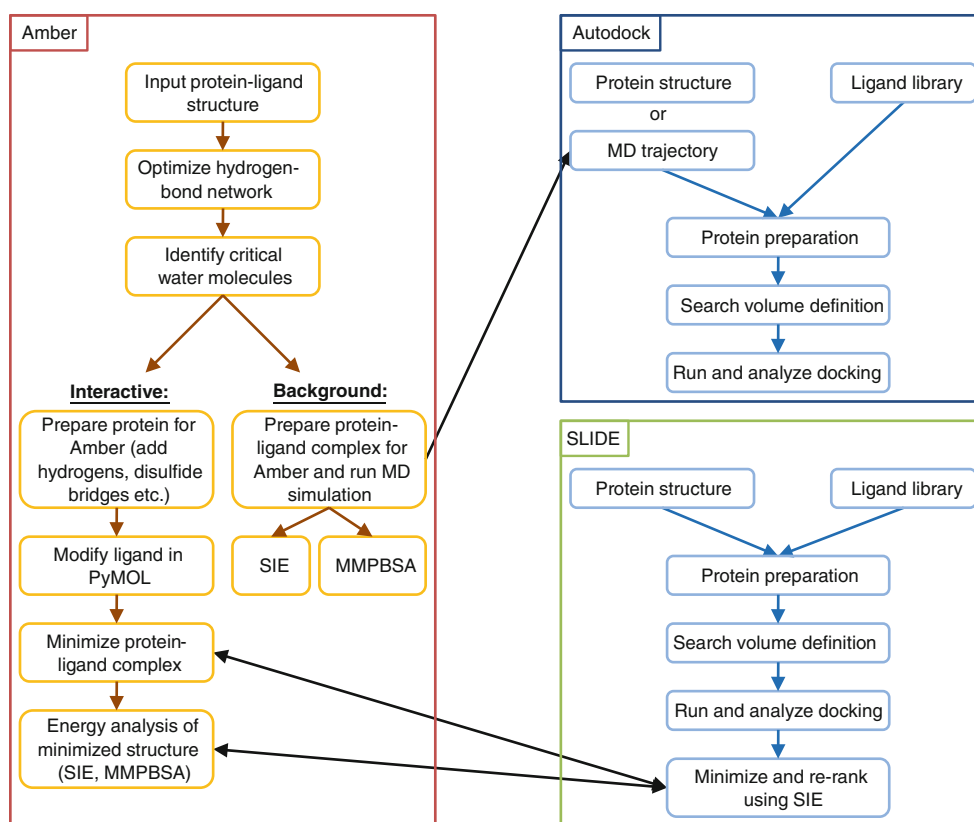 Amber
Input protein-ligand
structure
Optimize hydrogen-
bond network
Identify critical
water molecules
Interactive:
Prepare protein for
Amber (add
hydrogens, disulfide
bridges etc.)
Modify ligand in
PyMOL
Minimize protein-
ligand complex
Energy analysis of
minimized structure
(SIE, MMPBSA)
Background:
Prepare protein-
ligand complex for
Amber and run MD
simulation
SIE
MMPBSA
Autodock
Protein structure
or
MD trajectory
Ligand library
Protein preparation
Search volume definition
Run and analyze docking
SLIDE
Protein structure
Ligand library
Protein preparation
Search volume definition
Run and analyze docking
Minimize and re-rank
using SIE